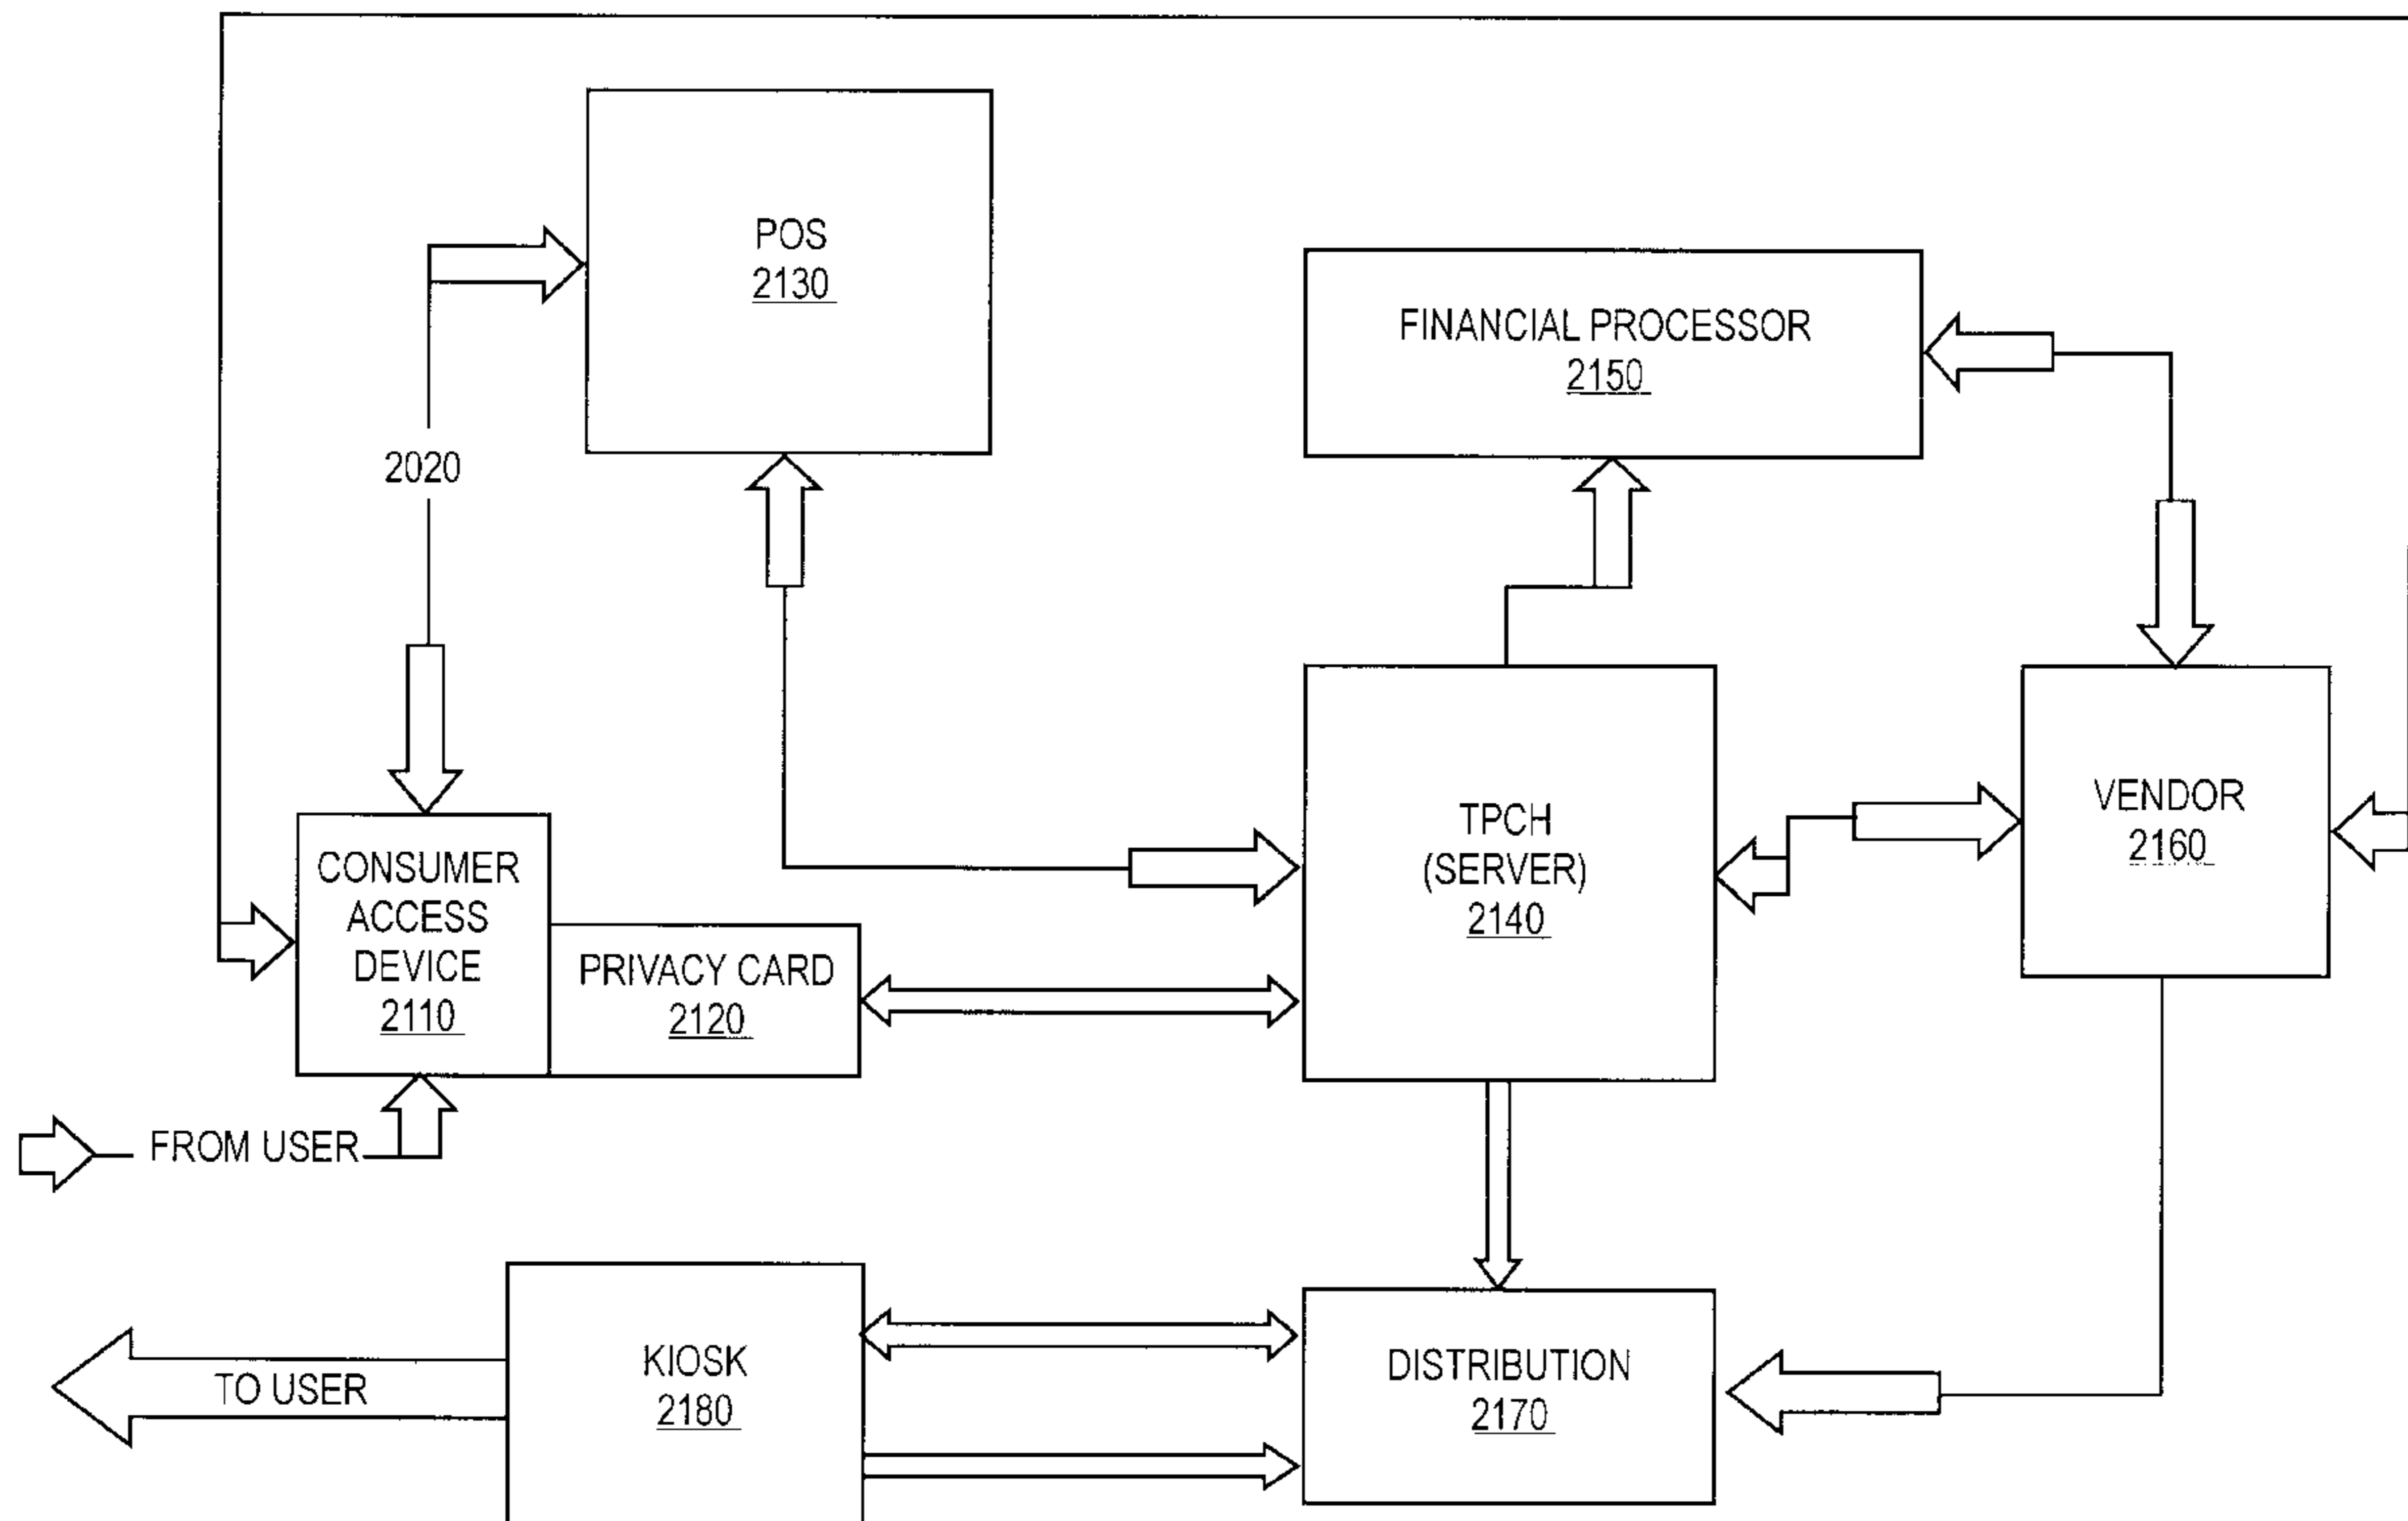 POS
2130
FINANCIAL PROCESSOR
2150
2020
CONSUMER
ACCESS
DEVICE
2110
PRIVACY CARD
2120
TPCH
(SERVER)
2140
VENDOR
2160
FROM USER
TO USER
KIOSK
2180
DISTRIBUTION
2170